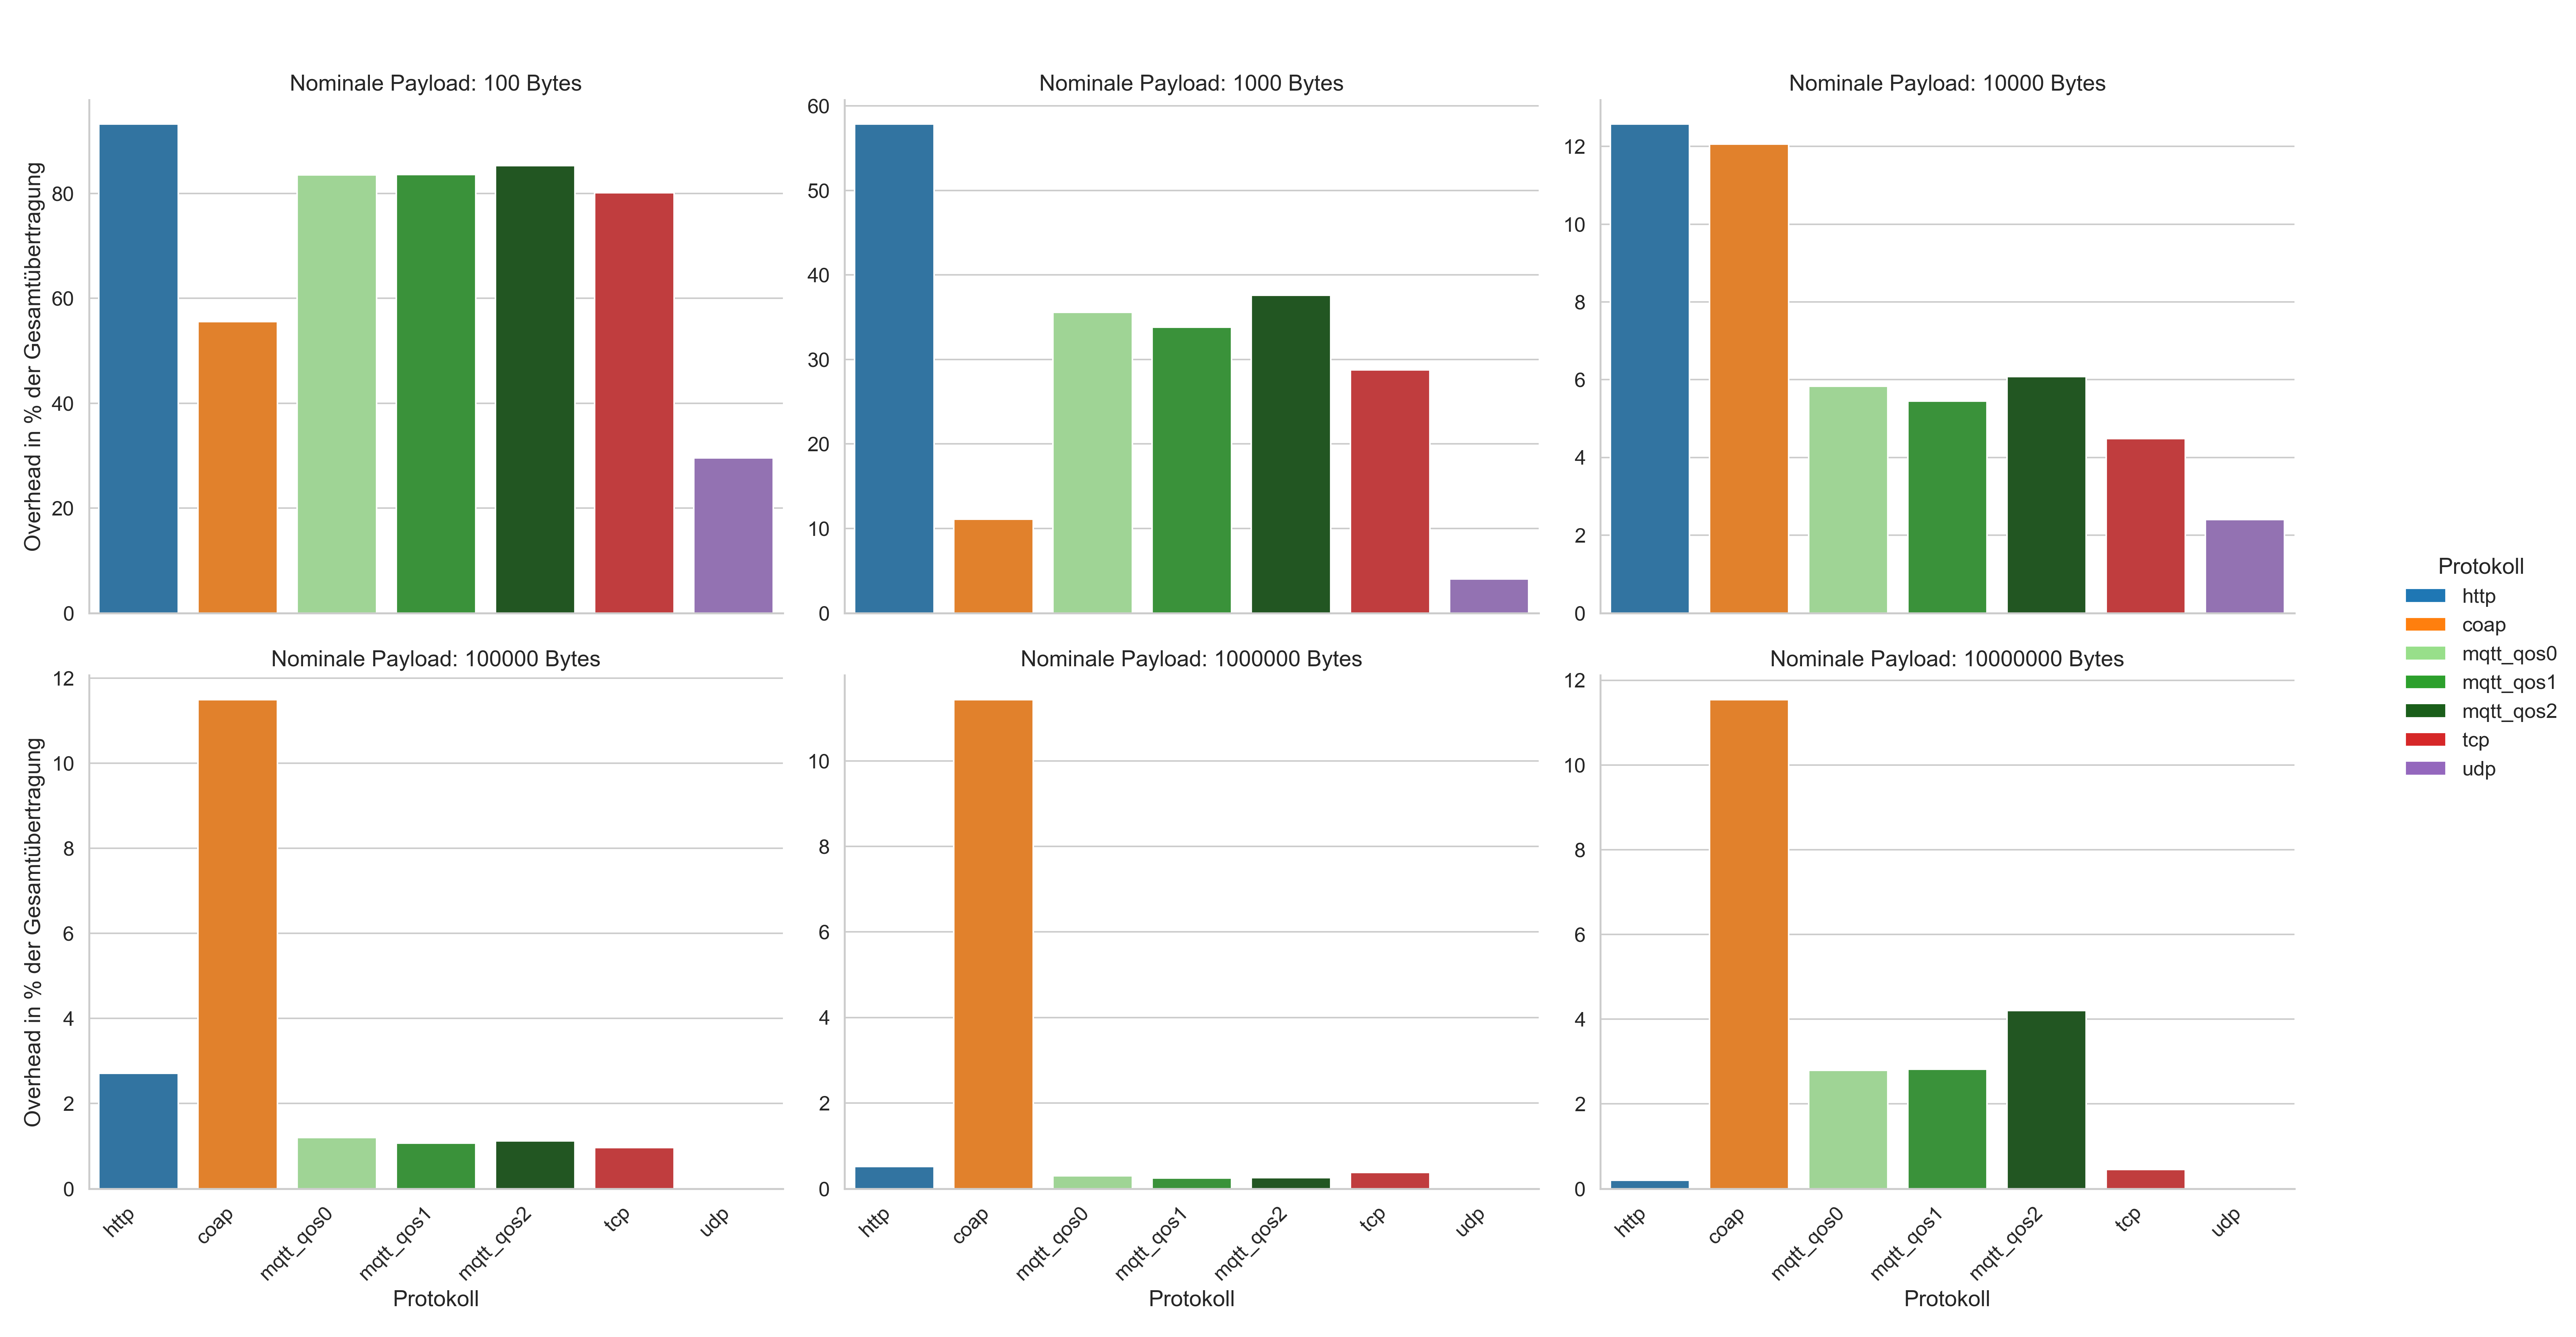 Nominale Payload: 100 Bytes
Overhead in % der Gesamtübertragung
80
60
40
20
0
Nominale Payload: 1000 Bytes
60
50
40
30
20
10
0
Nominale Payload: 10000 Bytes
12
10
8
6
4
2
0
Nominale Payload: 100000 Bytes
Overhead in % der Gesamtübertragung
12
10
8
6
4
2
0
http
coap
mqtt_qos0
mqtt_qos1
mqtt_qos2
tcp
udp
Protokoll
Nominale Payload: 1000000 Bytes
10
8
6
4
2
0
http
coap
mqtt_qos0
mqtt_qos1
mqtt_qos2
tcp
udp
Protokoll
Nominale Payload: 10000000 Bytes
12
10
8
6
4
2
0
http
coap
mqtt_qos0
mqtt_qos1
mqtt_qos2
tcp
udp
Protokoll
Protokoll
http
coap
mqtt_qos0
mqtt_qos1
mqtt_qos2
tcp
udp